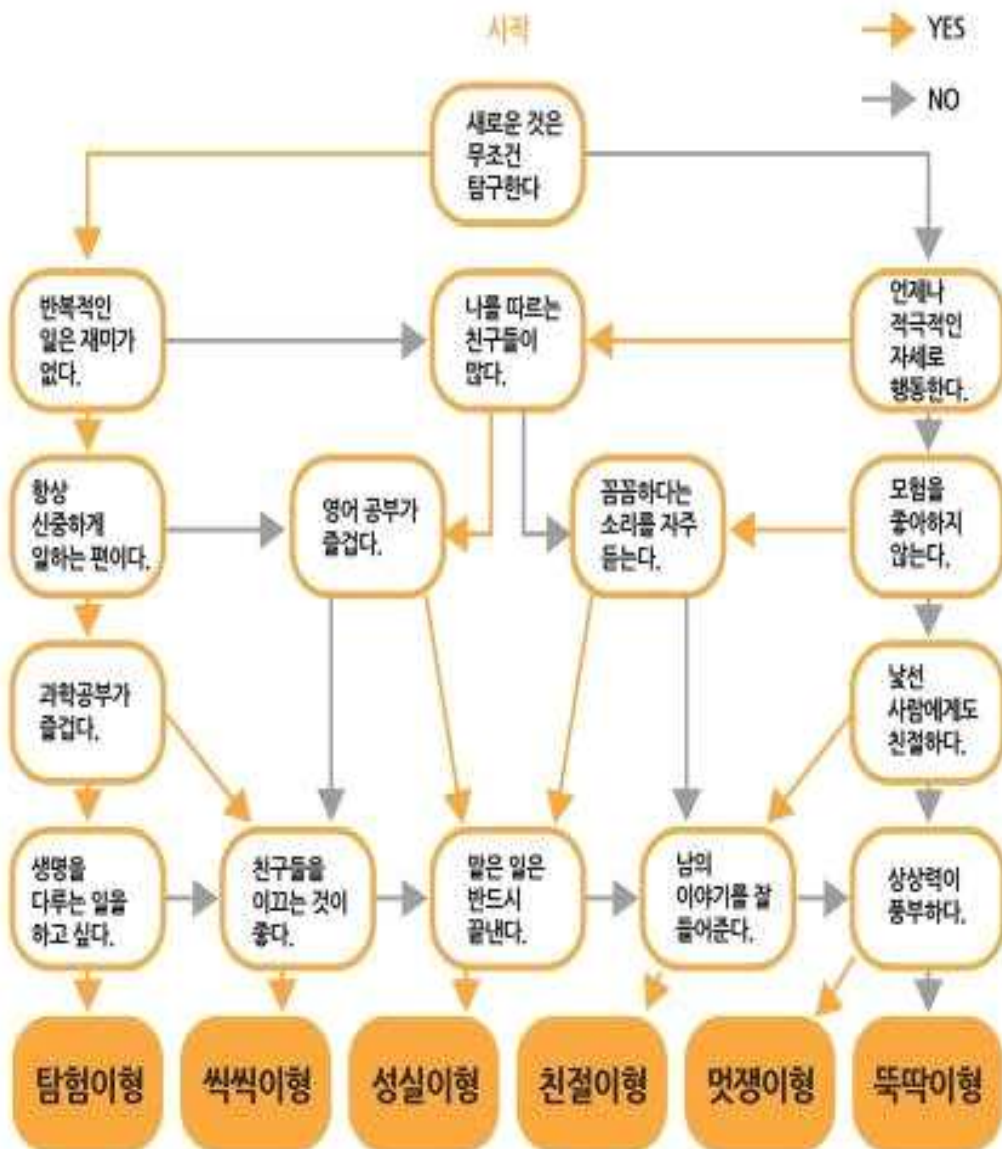 시작
YES
NO
새로운 것은
무조건
탐구한다
반복적인
일은 재미가
없다.
나를 따르는
친구들이
많다.
언제나
적극적인
자세로
행동한다.
항상
신중하게
일하는 편이다.
영어 공부가
즐겁다.
꼼꼼하다는
소리를 자주
듣는다.
모험을
좋아하지
않는다.
과학공부가
즐겁다.
낯선
사람에게도
친절하다.
생명을
다루는 일을
하고 싶다.
친구들을
이끄는 것이
좋다.
맡은 일은
반드시
끝낸다.
남의
이야기를 잘
들어준다.
상상력이
풍부하다.
탐험이형
씩씩이형
성실이형
친절이형
멋쟁이형
뚝딱이형